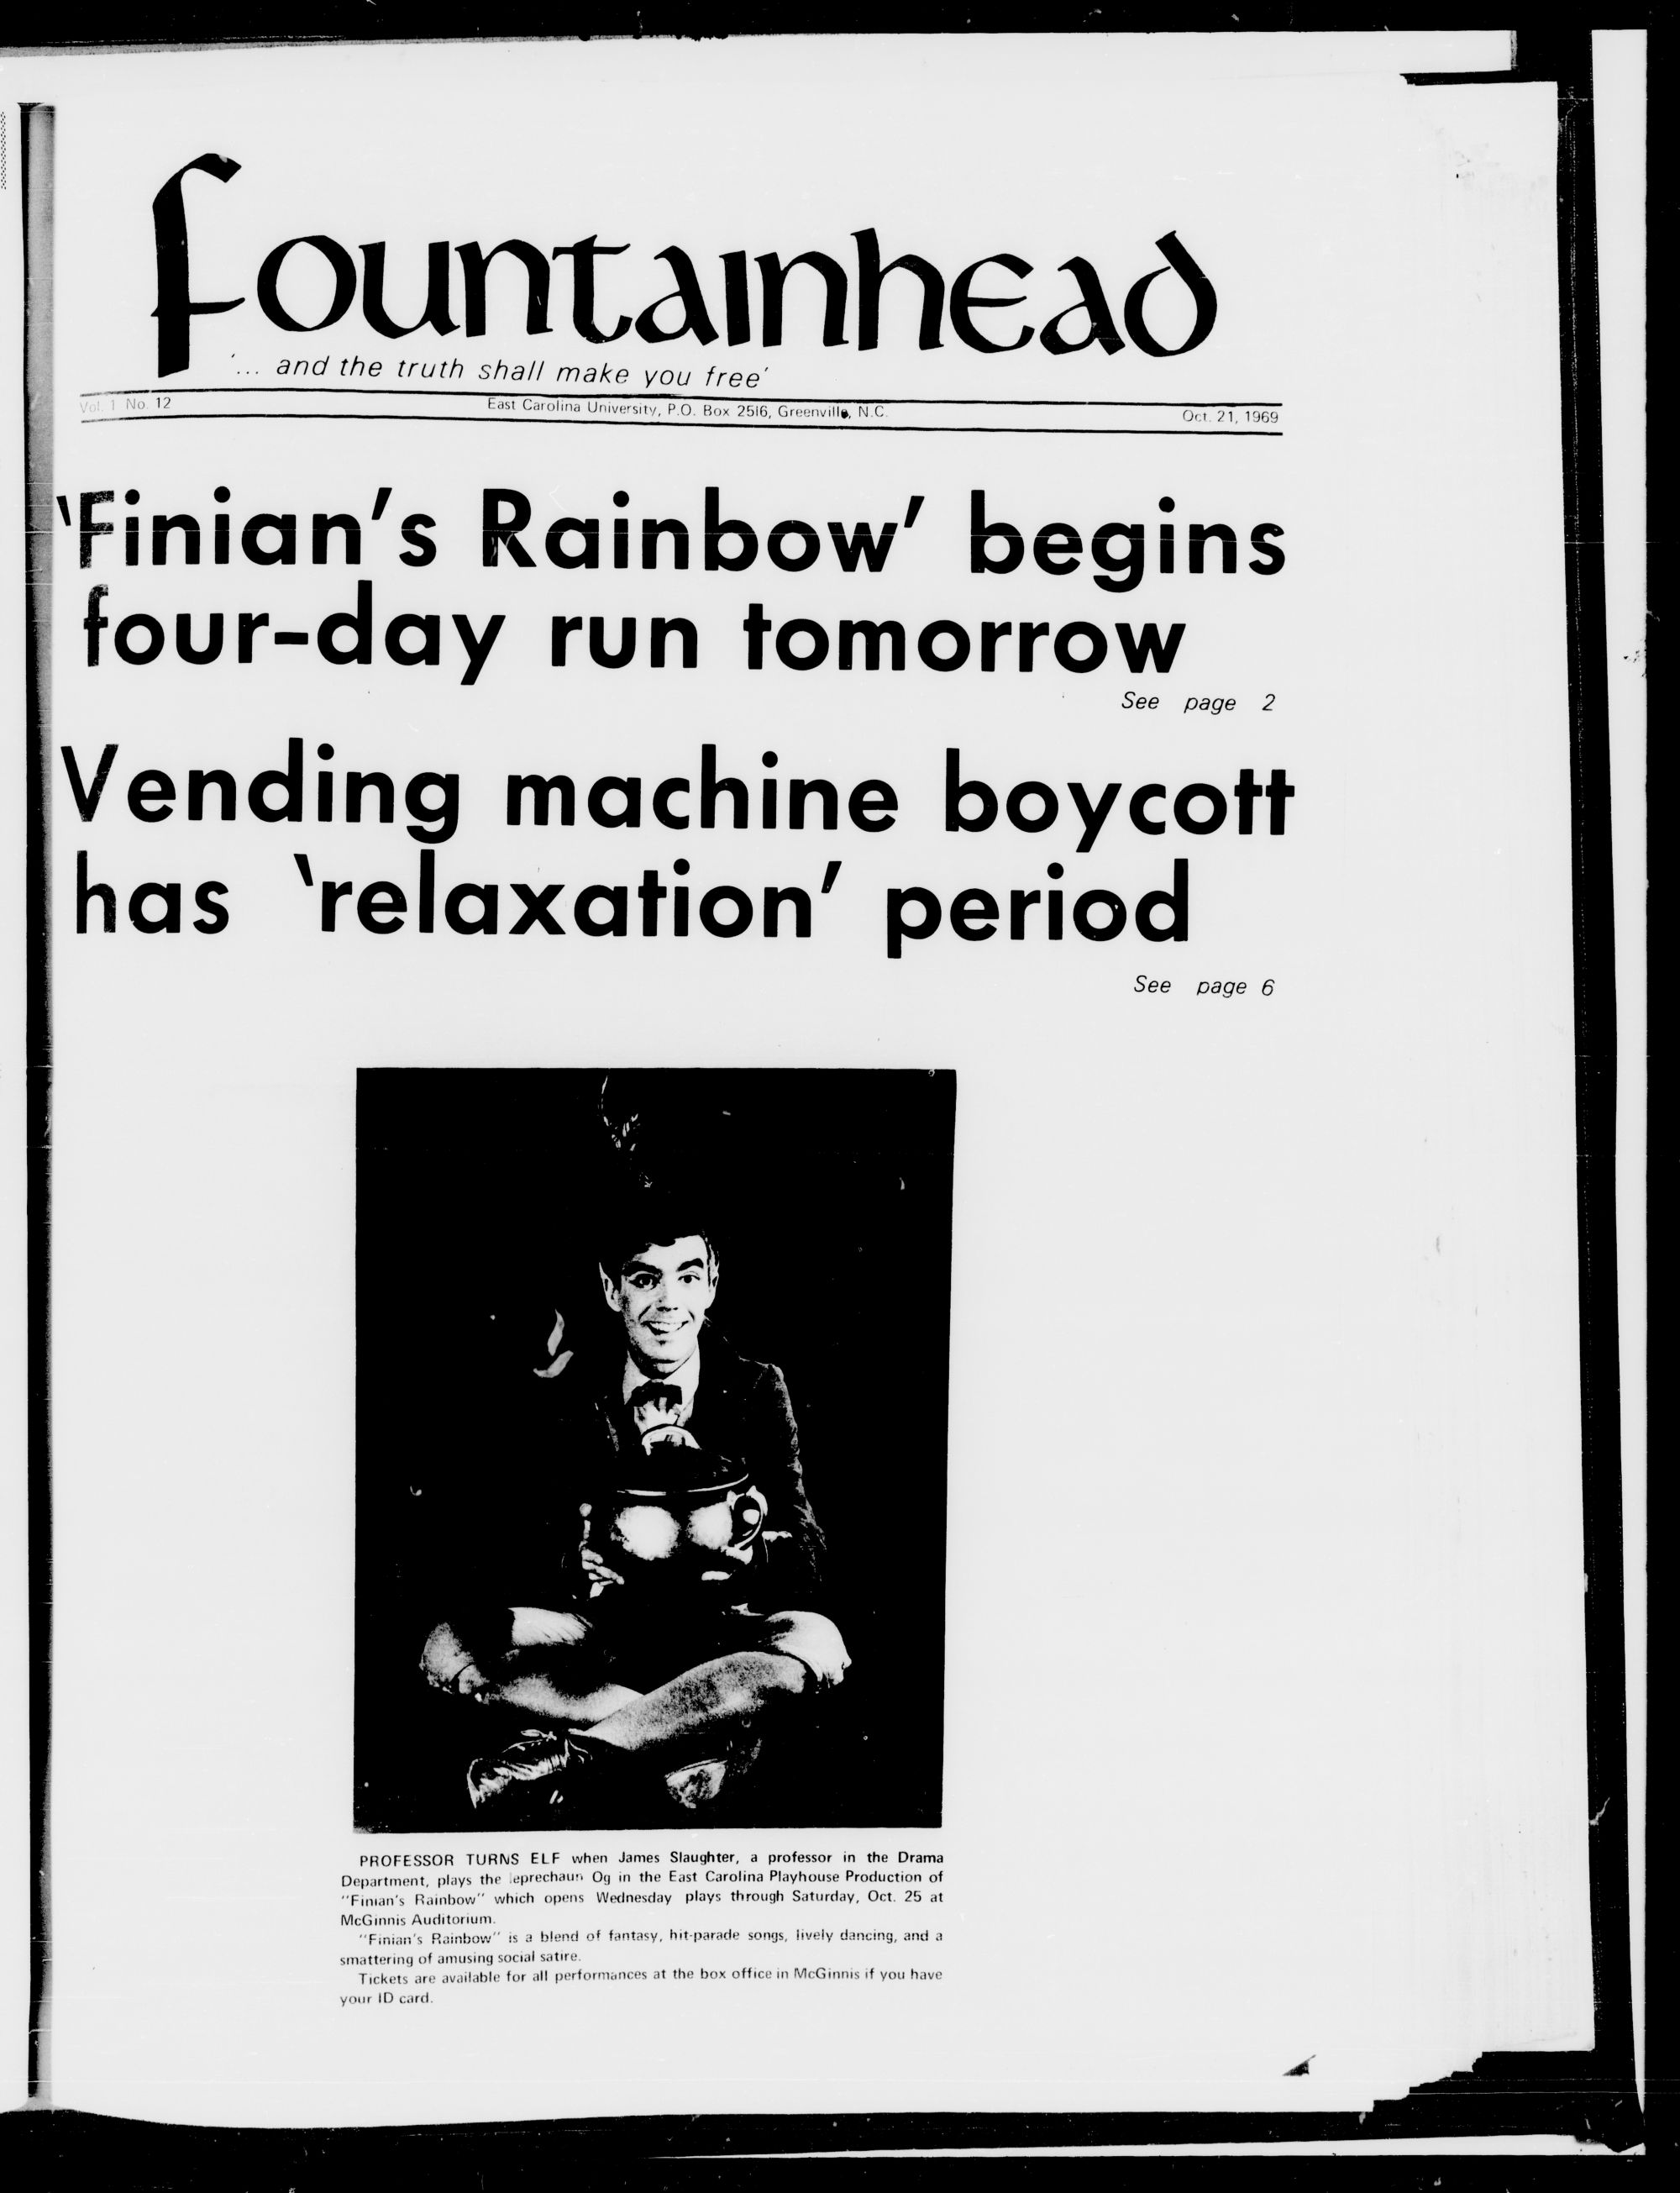 fountainhead
'... and the truth shall make you free'
Vol. 1 No. 12 East Carolina University, P.O. Box 2516, Greenville, N.C. Oct. 21, 1969
'Finian's Rainbow' begins
four-day run tomorrow
See page 2
Vending machine boycott
has 'relaxation' period
See page 6
PROFESSOR TURNS ELF when James Slaughter, a professor in the Drama
Department, plays the leprechaun Og in the East Carolina Playhouse Production of
"Finian's Rainbow" which opens Wednesday plays through Saturday, Oct. 25 at
McGinnis Auditorium.
"Finian's Rainbow" is a blend of fantasy, hit-parade songs, lively dancing, and a
smattering of amusing social satire.
Tickets are available for all performances at the box office in McGinnis if you have
your ID card.